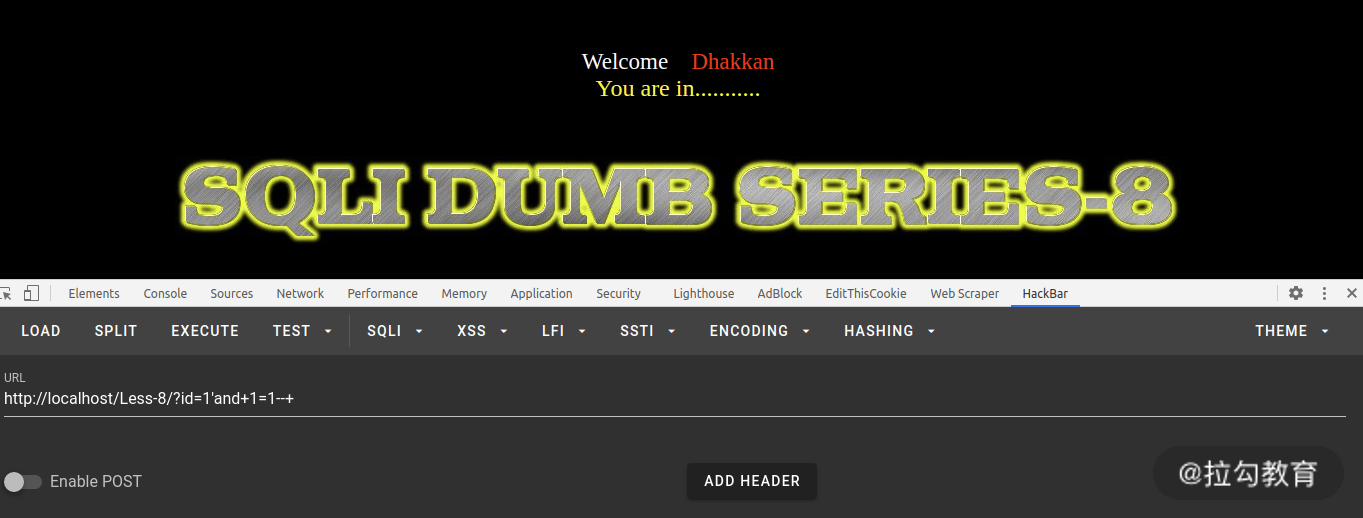 Welcome Dhakkan
You are in...........
SQLI DUMB SERIES-8
Elements Console Sources Network Performance Memory Application Security Lighthouse AdBlock EditThisCookie Web Scraper HackBar
LOAD SPLIT EXECUTE TEST SQLI XSS LFI SSTI ENCODING HASHING THEME
URL
http://localhost/Less-8/?id=1'and+1=1--+
Enable POST ADD HEADER
@拉勾教育